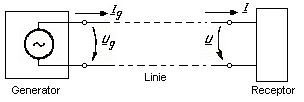 I_g I
U_g U
Linie
Generator Receptor